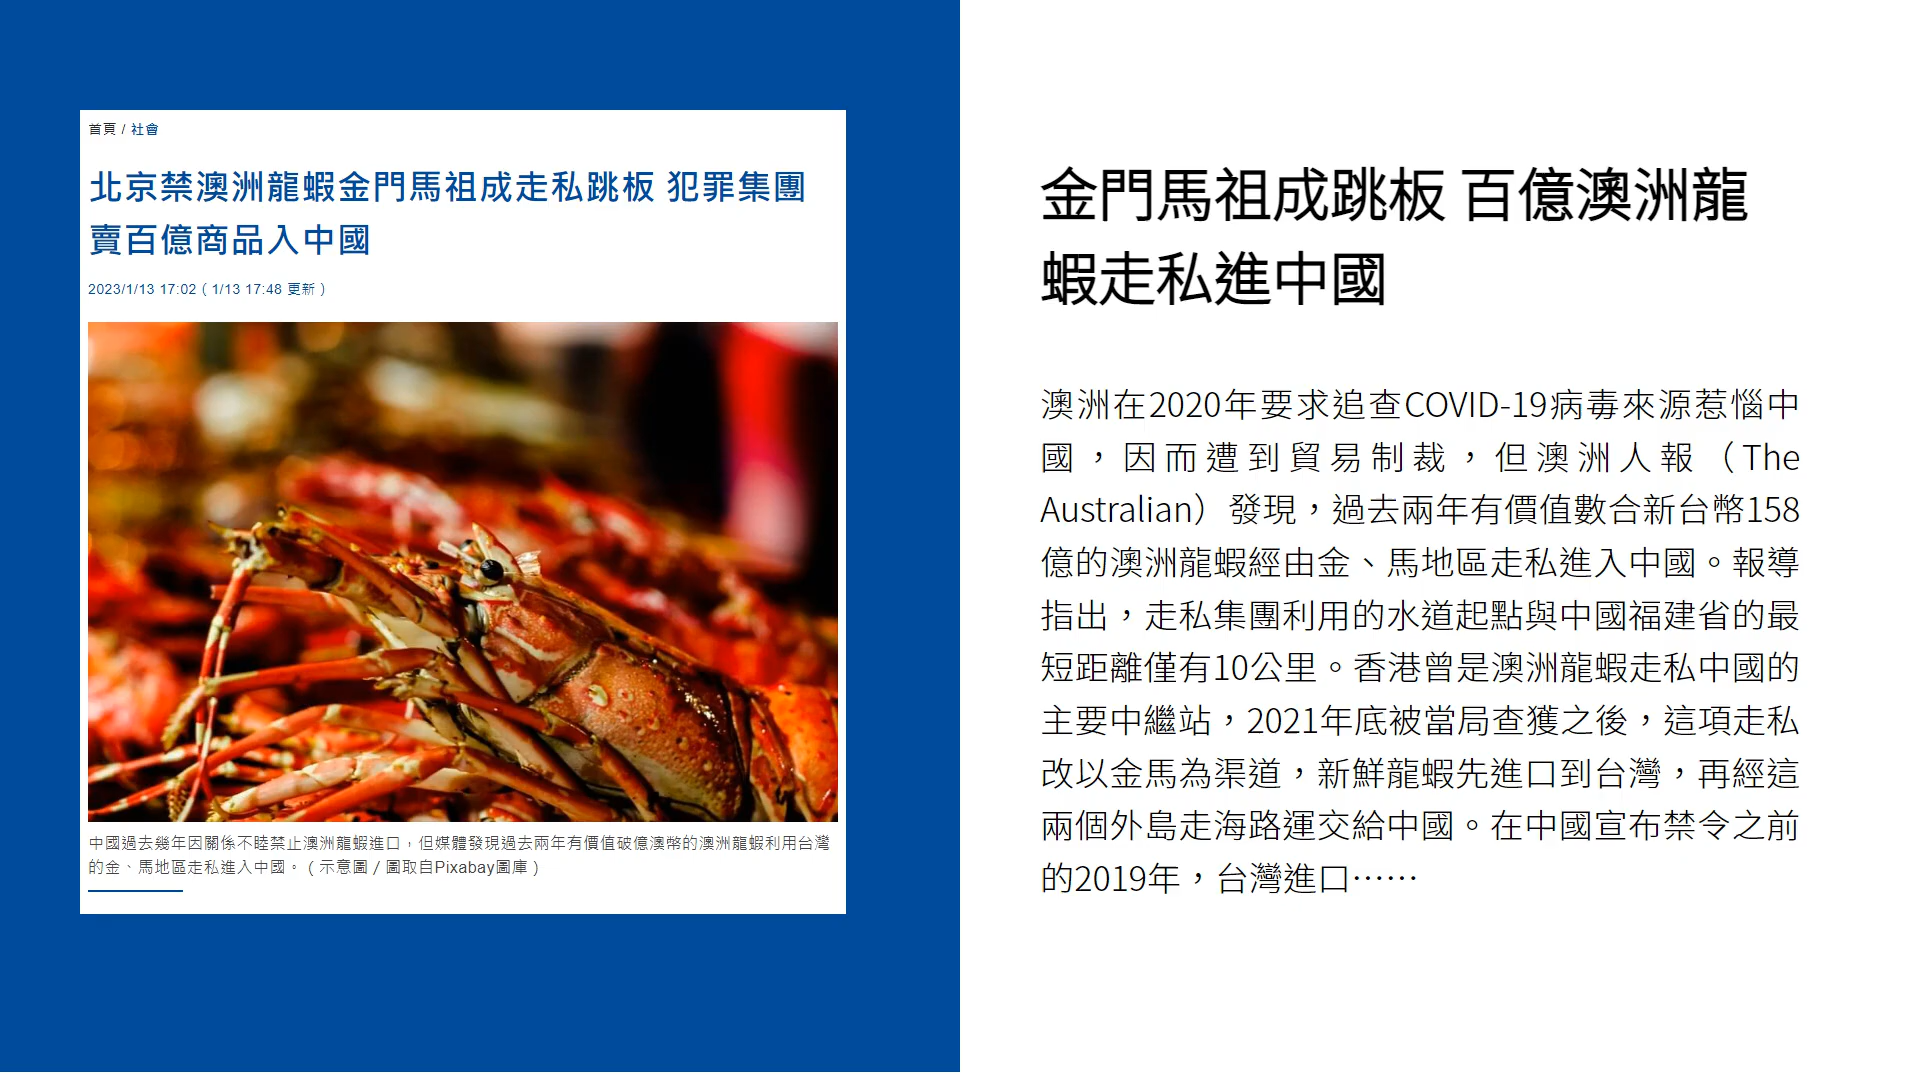 首頁 / 社會
北京禁澳洲龍蝦金門馬祖成走私跳板 犯罪集團
賣百億商品入中國
2023/1/13 17:02（1/13 17:48 更新）
中國過去幾年因關係不睦禁止澳洲龍蝦進口，但媒體發現過去兩年有價值破億澳幣的澳洲龍蝦利用台灣
的金、馬地區走私進入中國。（示意圖／圖取自Pixabay圖庫）
金門馬祖成跳板 百億澳洲龍
蝦走私進中國
澳洲在2020年要求追查COVID-19病毒來源惹惱中
國，因而遭到貿易制裁，但澳洲人報（The
Australian）發現，過去兩年有價值數合新台幣158
億的澳洲龍蝦經由金、馬地區走私進入中國。報導
指出，走私集團利用的水道起點與中國福建省的最
短距離僅有10公里。香港曾是澳洲龍蝦走私中國的
主要中繼站，2021年底被當局查獲之後，這項走私
改以金馬為渠道，新鮮龍蝦先進口到台灣，再經這
兩個外島走海路運交給中國。在中國宣布禁令之前
的2019年，台灣進口⋯⋯